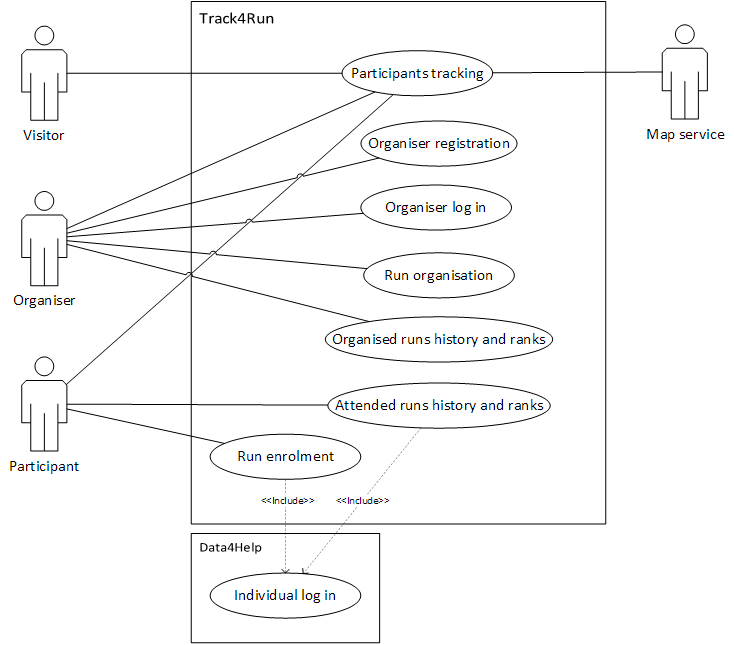 Track4Run
Participants tracking
Visitor
Map service
Organiser registration
Organiser log in
Organiser
Run organisation
Organised runs history and ranks
Attended runs history and ranks
Participant
Run enrolment
<<Include>>
<<Include>>
Data4Help
Individual log in